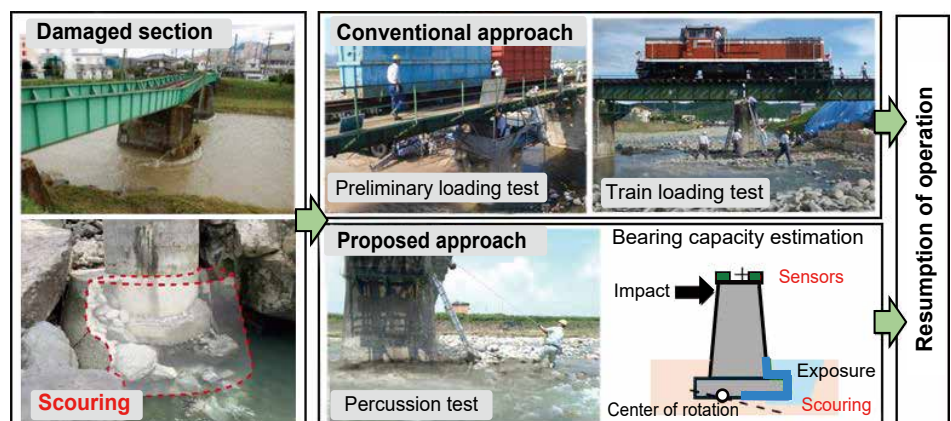 Damaged section
Scouring
Conventional approach
Preliminary loading test
Train loading test
Proposed approach
Percussion test
Bearing capacity estimation
Sensors
Impact
Exposure
Scouring
Center of rotation
Resumption of operation